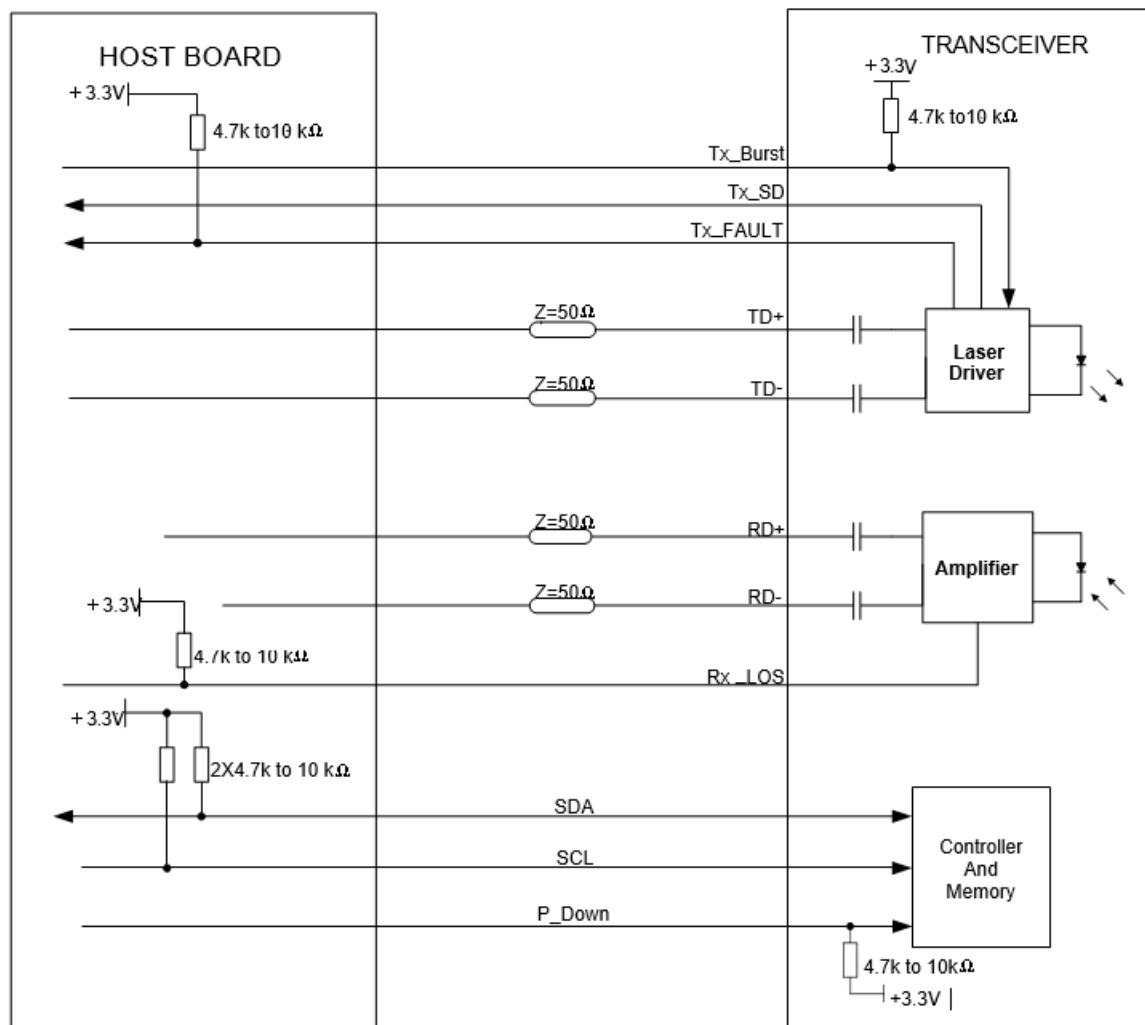 HOST BOARD
TRANSCEIVER
+3.3V
4.7k to10 kΩ
+3.3V
4.7k to10 kΩ
Tx_Burst
Tx_SD
Tx_FAULT
Z=50Ω
TD+
Z=50Ω
TD-
Laser
Driver
Z=50Ω
RD+
Z=50Ω
RD-
Amplifier
+3.3V
4.7k to 10 kΩ
Rx_LOS
+3.3V
2X4.7k to 10 kΩ
SDA
SCL
P_Down
Controller
And
Memory
4.7k to 10kΩ
+3.3V